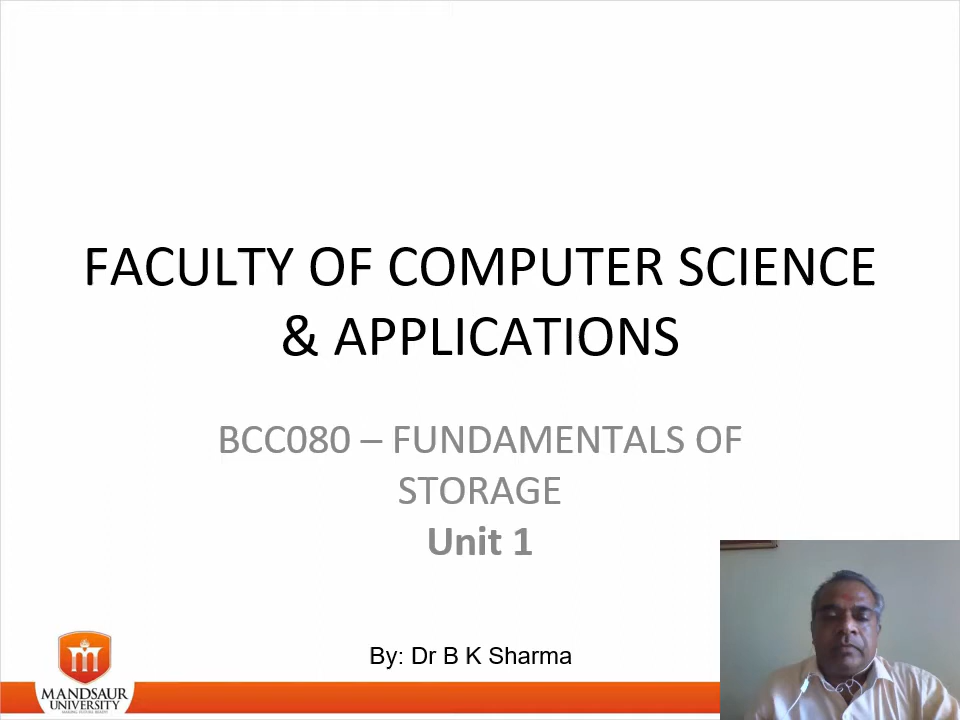 FACULTY OF COMPUTER SCIENCE
& APPLICATIONS
BCC080 – FUNDAMENTALS OF
STORAGE
Unit 1
By: Dr B K Sharma
MANDSAUR
UNIVERSITY